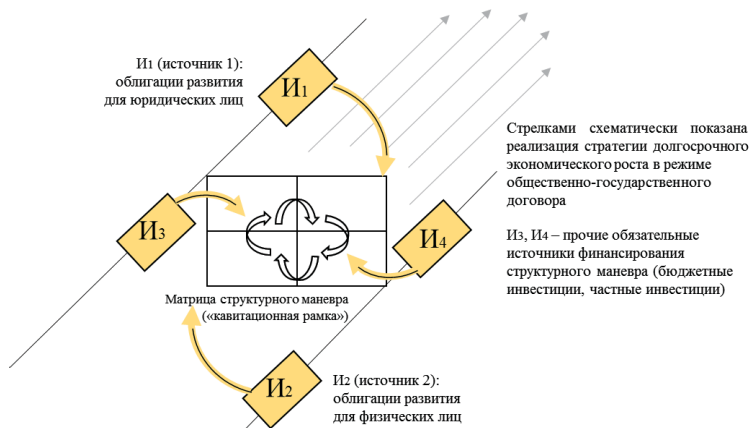 И1 (источник 1):
облигации развития
для юридических лиц
И1
Стрелками схематически показана
реализация стратегии долгосрочного
экономического роста в режиме
общественно-государственного
договора
И3
И4
И3, И4 – прочие обязательные
источники финансирования
структурного маневра (бюджетные
инвестиции, частные инвестиции)
Матрица структурного маневра
(«кавитационная рамка»)
И2
И2 (источник 2):
облигации развития
для физических лиц